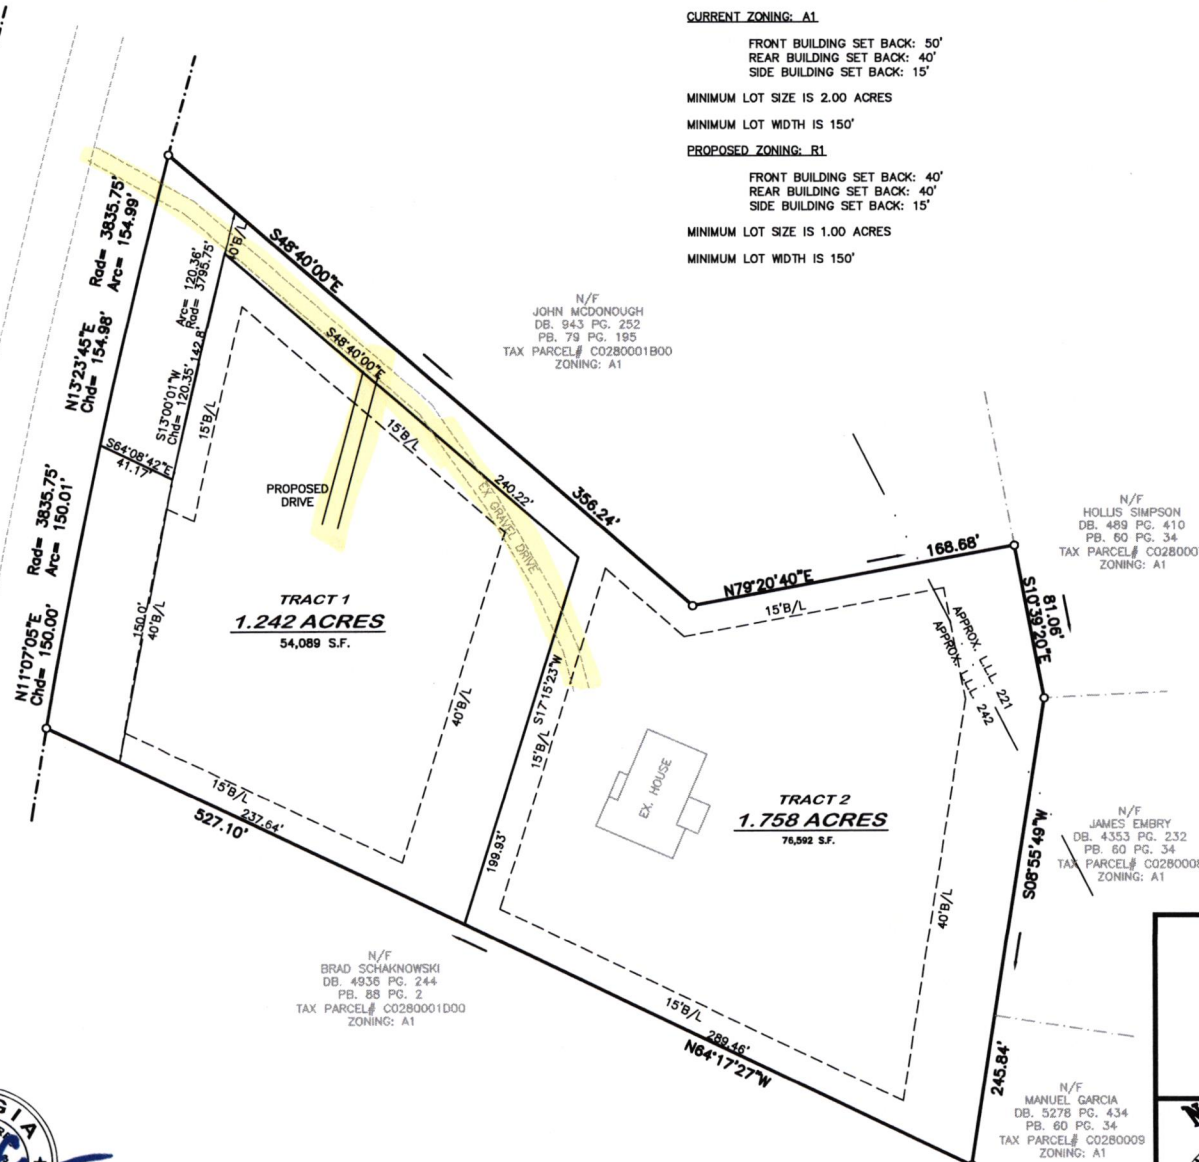 CURRENT ZONING: A1
FRONT BUILDING SET BACK: 50'
REAR BUILDING SET BACK: 40'
SIDE BUILDING SET BACK: 15'
MINIMUM LOT SIZE IS 2.00 ACRES
MINIMUM LOT WIDTH IS 150'
PROPOSED ZONING: R1
FRONT BUILDING SET BACK: 40'
REAR BUILDING SET BACK: 40'
SIDE BUILDING SET BACK: 15'
MINIMUM LOT SIZE IS 1.00 ACRES
MINIMUM LOT WIDTH IS 150'
N13°23'45"E Rad= 3835.75'
Chd= 154.98' Arc= 154.99'
Arc= 120.36'
Rad= 3795.75'
S13°00'01"W 142.8'
Chd= 120.35'
S48°40'00"E
S48°40'00"E
15'B/L
15'B/L
240.22'
356.24'
EX GRAVEL DRIVE
N/F
JOHN MCDONOUGH
DB. 943 PG. 252
PB. 79 PG. 195
TAX PARCEL# C0280001B00
ZONING: A1
S64°08'42"E
41.17'
PROPOSED
DRIVE
N11°07'05"E Rad= 3835.75'
Chd= 150.00' Arc= 150.01'
150.0'
40'B/L
TRACT 1
1.242 ACRES
54,089 S.F.
40'B/L
S17°15'23"W
15'B/L
199.93'
15'B/L
237.64'
527.10'
N79°20'40"E
168.68'
15'B/L
N/F
HOLLIS SIMPSON
DB. 489 PG. 410
PB. 60 PG. 34
TAX PARCEL# C028000
ZONING: A1
81.06'
S10°39'20"E
APPROX. L.L.L. 221
APPROX. L.L.L. 242
EX. HOUSE
TRACT 2
1.758 ACRES
76,592 S.F.
40'B/L
S08°55'49"W
245.84'
N/F
JAMES EMBRY
DB. 4353 PG. 232
PB. 60 PG. 34
TAX PARCEL# C0280008
ZONING: A1
N/F
BRAD SCHAKNOWSKI
DB. 4936 PG. 244
PB. 88 PG. 2
TAX PARCEL# C0280001D00
ZONING: A1
15'B/L
289.46'
N64°17'27"W
N/F
MANUEL GARCIA
DB. 5278 PG. 434
PB. 60 PG. 34
TAX PARCEL# C0280009
ZONING: A1